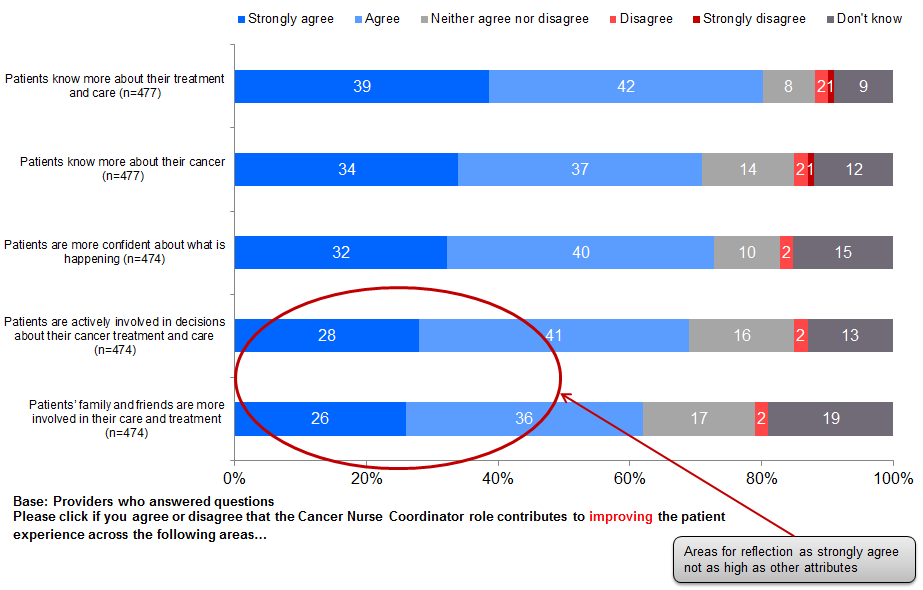 Strongly agree Agree Neither agree nor disagree Disagree Strongly disagree Don't know
Patients know more about their treatment
and care (n=477)
39 42 8 2 1 9
Patients know more about their cancer
(n=477)
34 37 14 2 1 12
Patients are more confident about what is
happening (n=474)
32 40 10 2 15
Patients are actively involved in decisions
about their cancer treatment and care
(n=474)
28 41 16 2 13
Patients' family and friends are more
involved in their care and treatment
(n=474)
26 36 17 2 19
0% 20% 40% 60% 80% 100%
Base: Providers who answered questions
Please click if you agree or disagree that the Cancer Nurse Coordinator role contributes to improving the patient
experience across the following areas…
Areas for reflection as strongly agree
not as high as other attributes